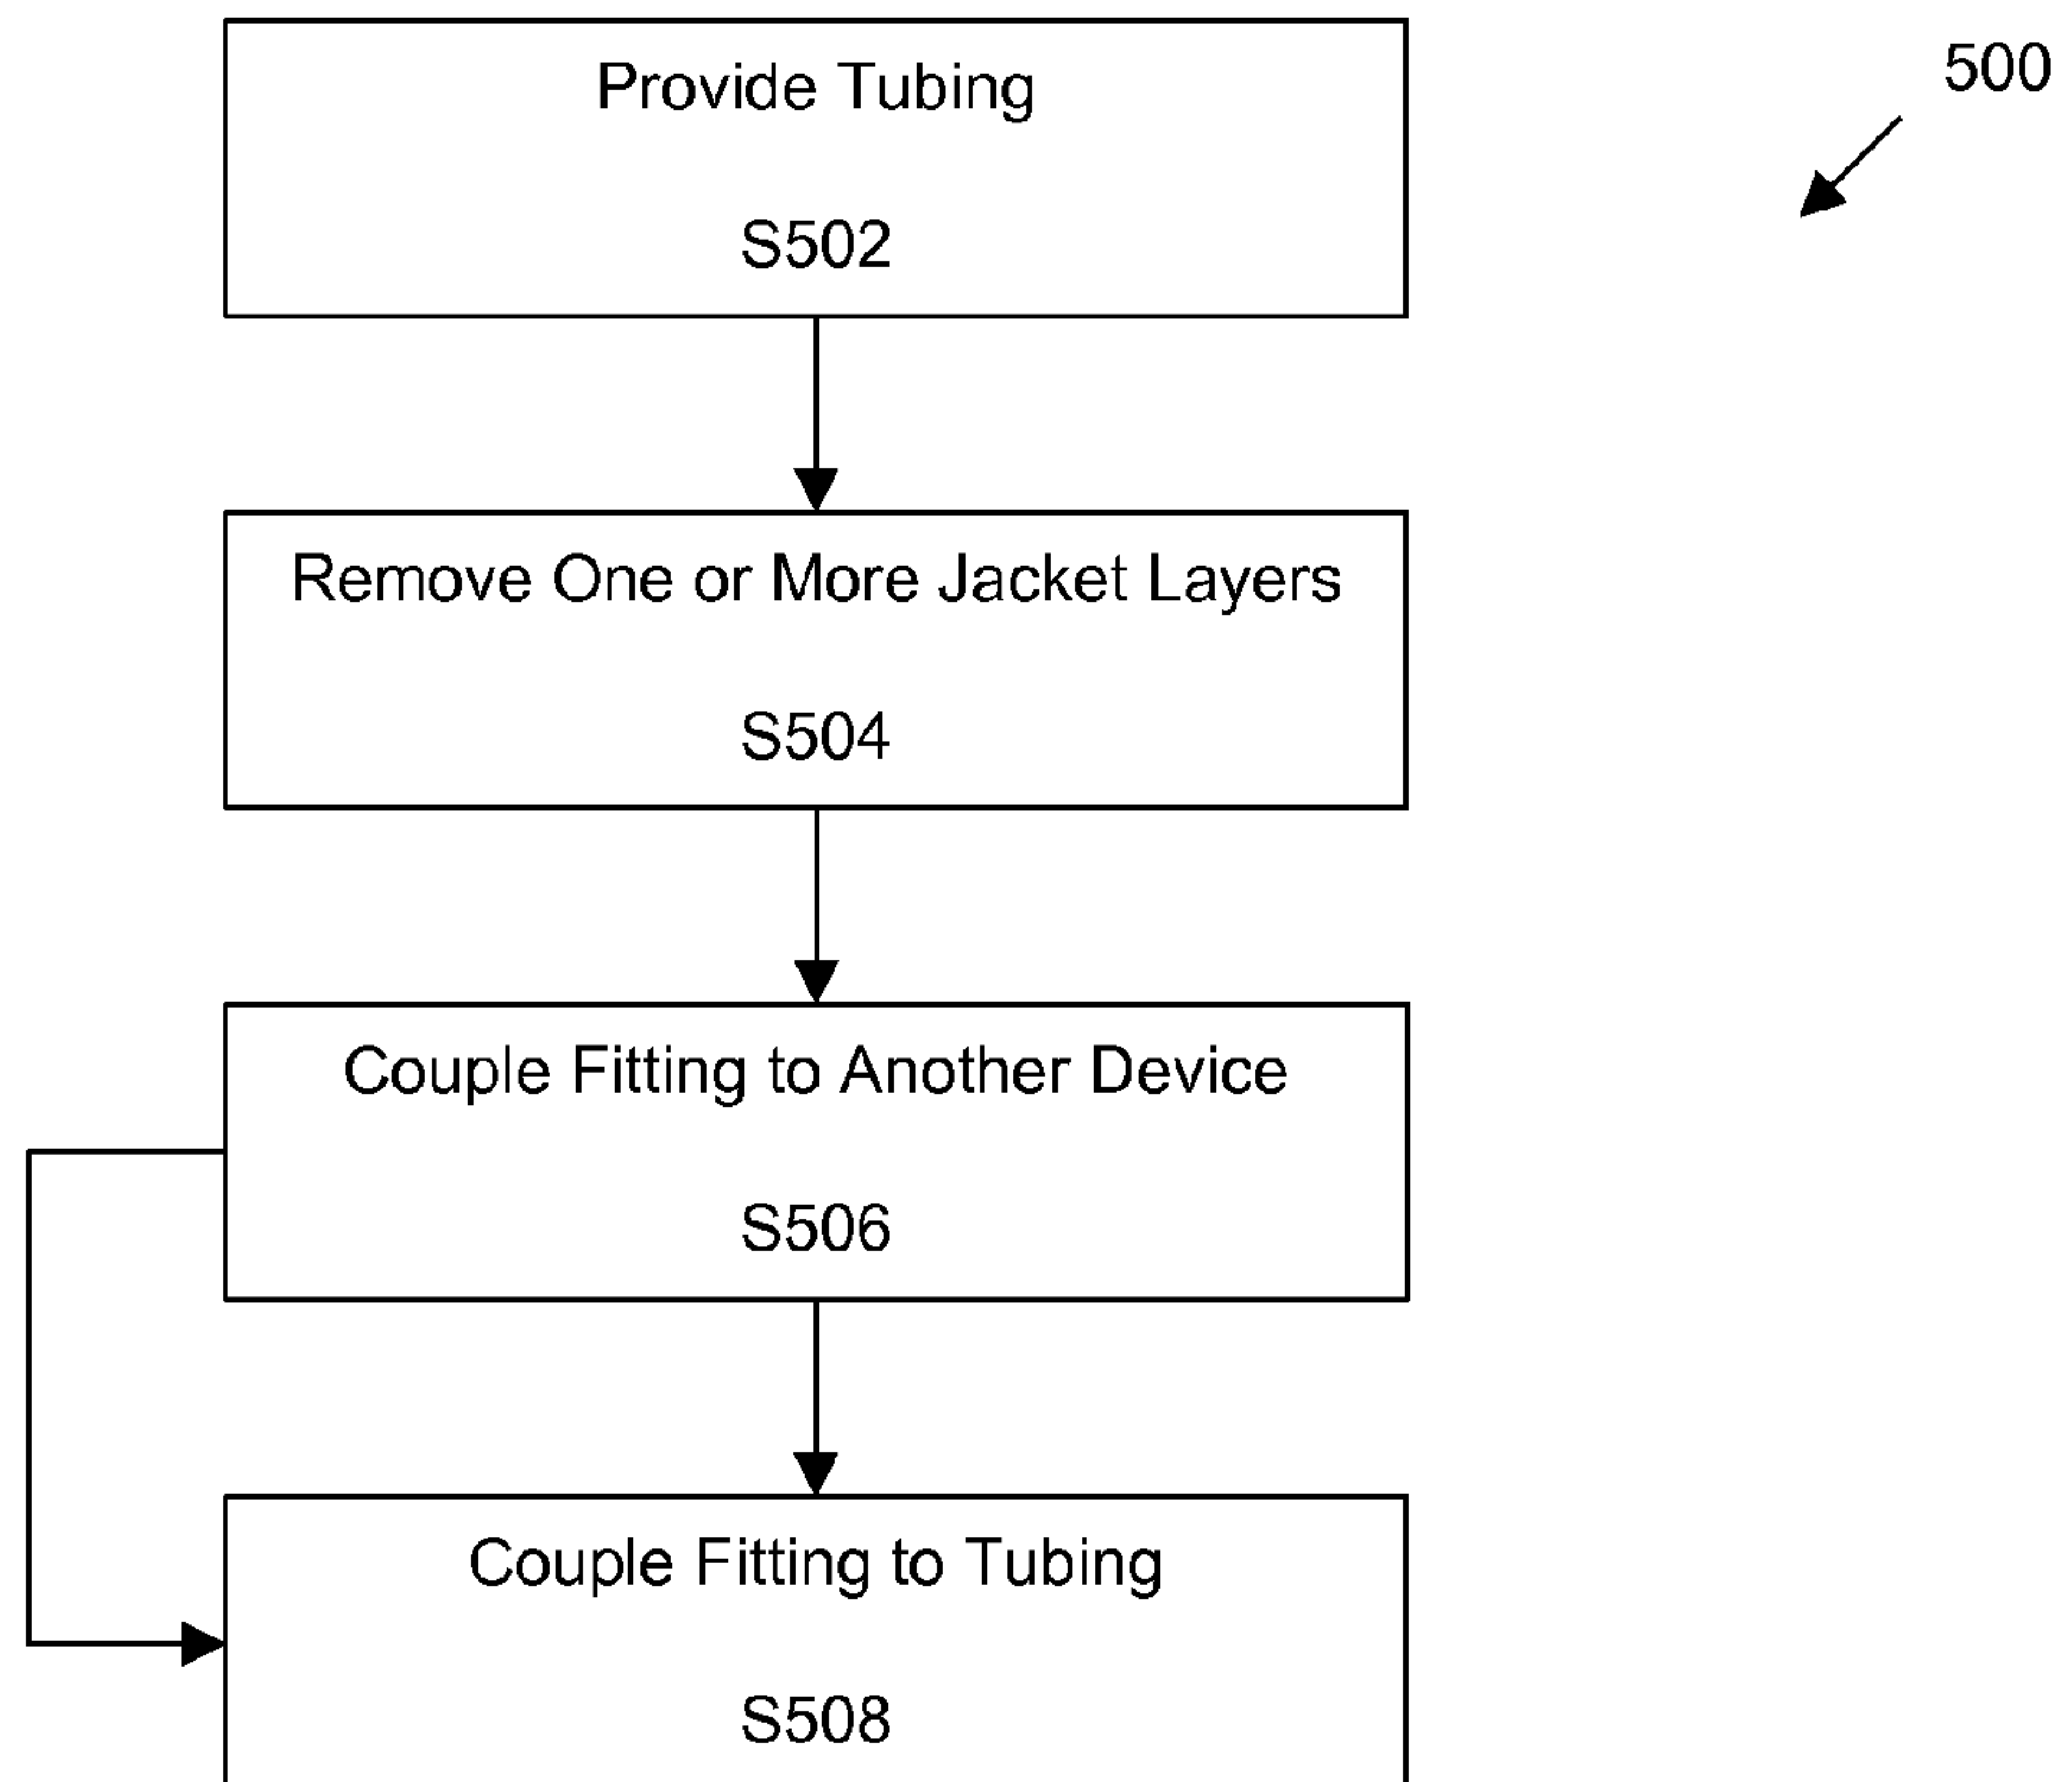 500
Provide Tubing
S502
Remove One or More Jacket Layers
S504
Couple Fitting to Another Device
S506
Couple Fitting to Tubing
S508